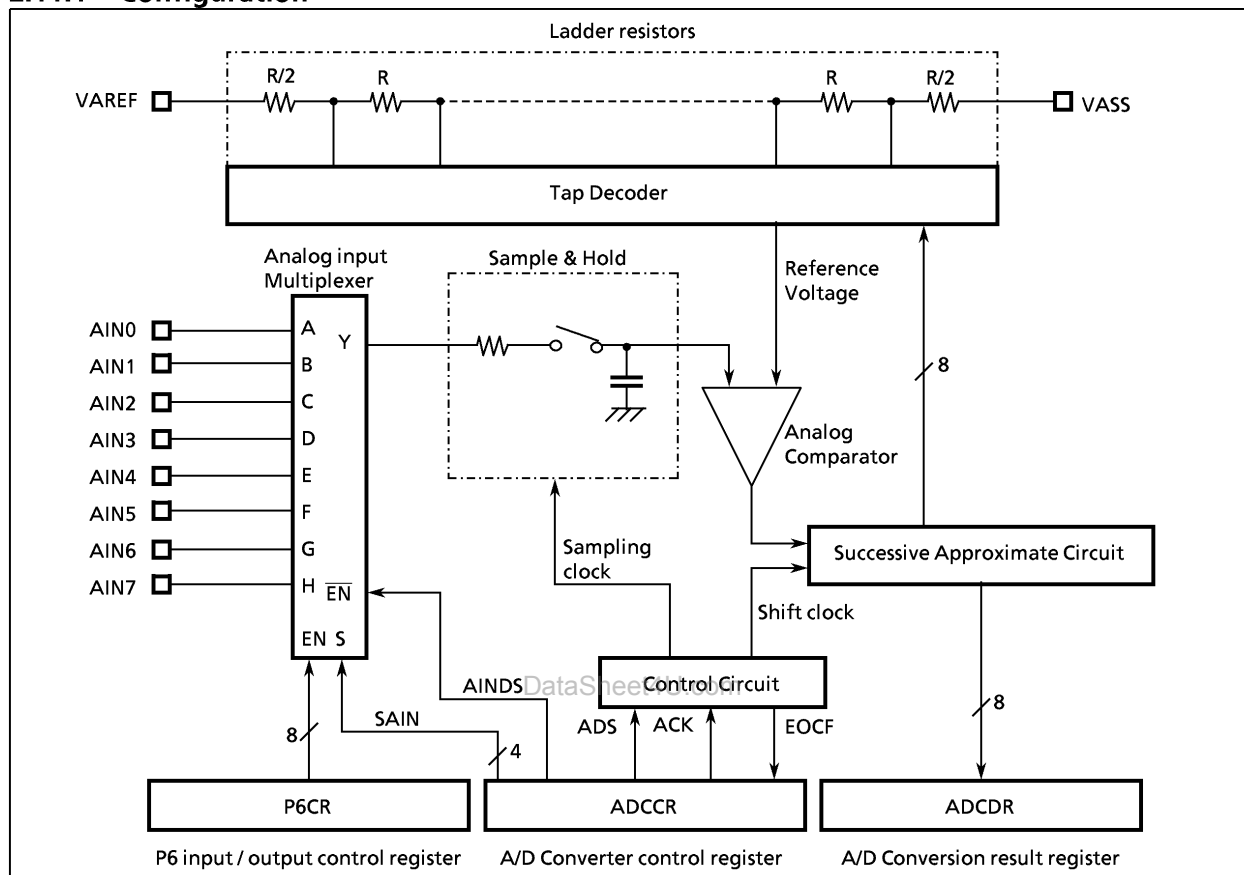 Ladder resistors
R/2
R
R
R/2
VAREF
VASS
Tap Decoder
Analog input
Multiplexer
Sample & Hold
Reference
Voltage
AIN0
AIN1
AIN2
AIN3
AIN4
AIN5
AIN6
AIN7
A
B
C
D
E
F
G
H
Y
EN
EN S
8
Analog
Comparator
Sampling
clock
Successive Approximate Circuit
Shift clock
AINDS
DataSheet4U.com
Control Circuit
SAIN
ADS
ACK
EOCF
8
4
8
P6CR
ADCCR
ADCDR
P6 input / output control register
A/D Converter control register
A/D Conversion result register